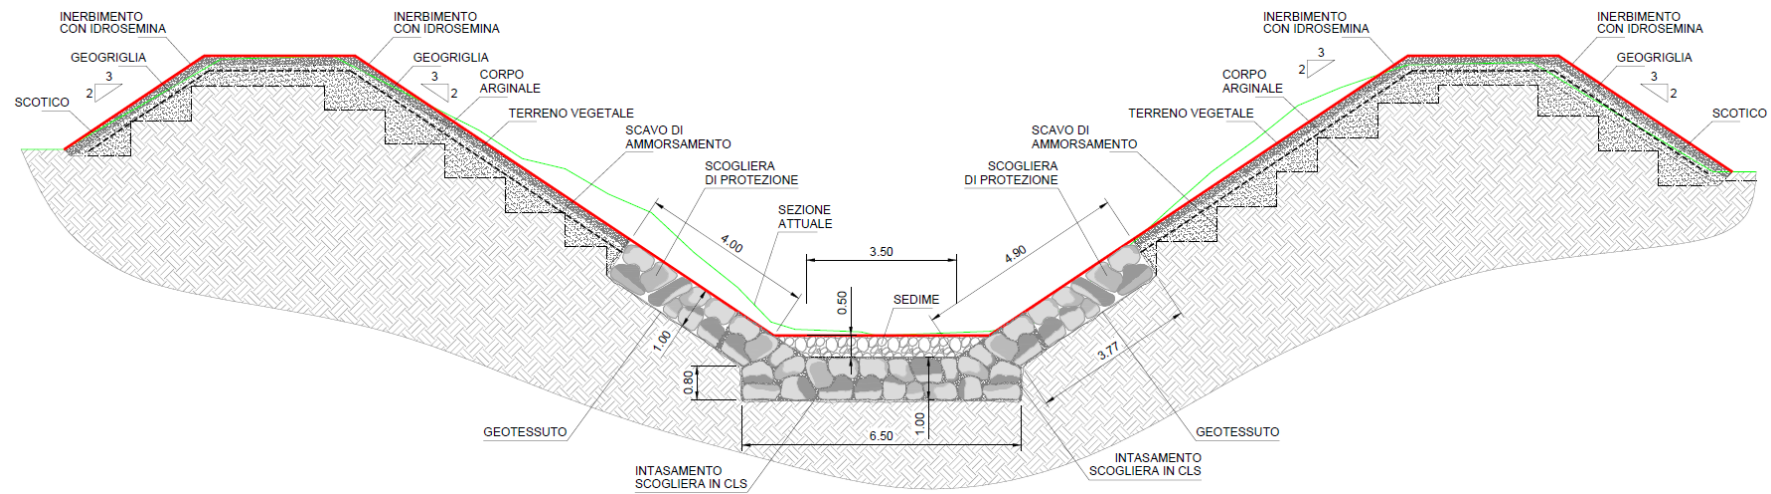 INERBIMENTO
CON IDROSEMINA
INERBIMENTO
CON IDROSEMINA
INERBIMENTO
CON IDROSEMINA
INERBIMENTO
CON IDROSEMINA
GEOGRIGLIA
3
2
GEOGRIGLIA
3
2
CORPO
ARGINALE
3
2
CORPO
ARGINALE
GEOGRIGLIA
3
2
SCOTICO
TERRENO VEGETALE
TERRENO VEGETALE
SCOTICO
SCAVO DI
AMMORSAMENTO
SCAVO DI
AMMORSAMENTO
SCOGLIERA
DI PROTEZIONE
SCOGLIERA
DI PROTEZIONE
SEZIONE
ATTUALE
4.00
3.50
4.90
0.50
SEDIME
1.00
3.77
0.80
1.00
6.50
GEOTESSUTO
GEOTESSUTO
INTASAMENTO
SCOGLIERA IN CLS
INTASAMENTO
SCOGLIERA IN CLS